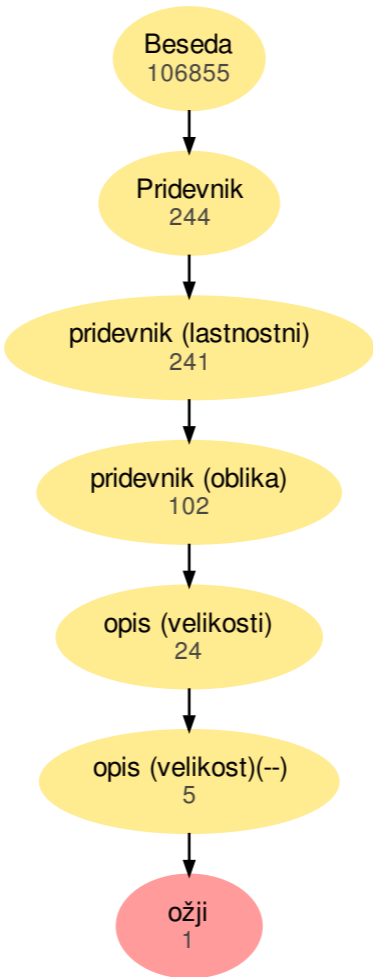 Beseda
106855
Pridevnik
244
pridevnik (lastnostni)
241
pridevnik (oblika)
102
opis (velikosti)
24
opis (velikost)(--)
5
ožji
1